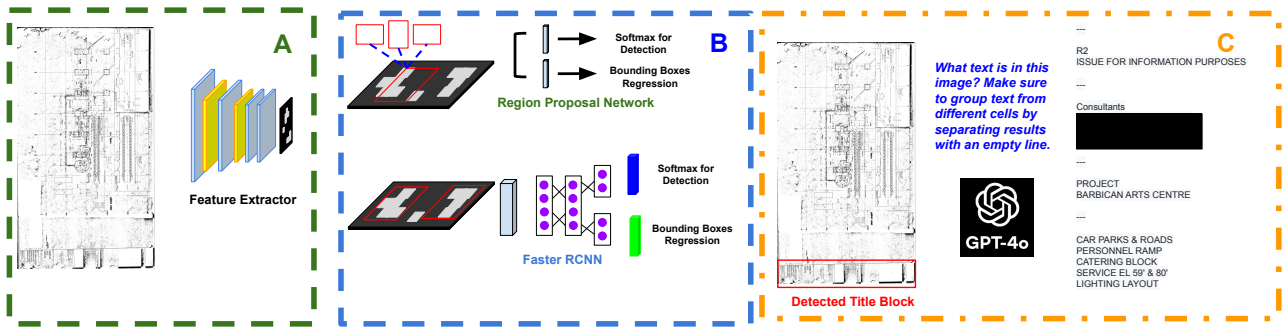 A
Feature Extractor
B
Softmax for
Detection
Bounding Boxes
Regression
Region Proposal Network
Softmax for
Detection
Bounding Boxes
Regression
Faster RCNN
C
Detected Title Block
What text is in this
image? Make sure
to group text from
different cells by
separating results
with an empty line.
GPT-4o
---
R2
ISSUE FOR INFORMATION PURPOSES
---
Consultants
---
PROJECT
BARBICAN ARTS CENTRE
---
CAR PARKS & ROADS
PERSONNEL RAMP
CATERING BLOCK
SERVICE EL 59' & 80'
LIGHTING LAYOUT